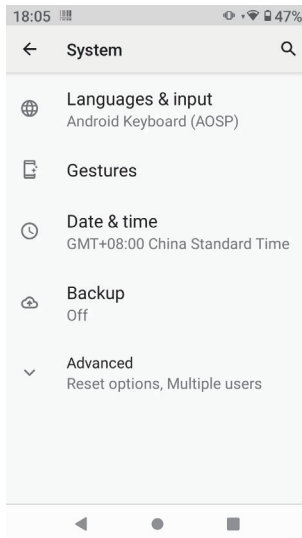 18:05 47%
System
Languages & input
Android Keyboard (AOSP)
Gestures
Date & time
GMT+08:00 China Standard Time
Backup
Off
Advanced
Reset options, Multiple users